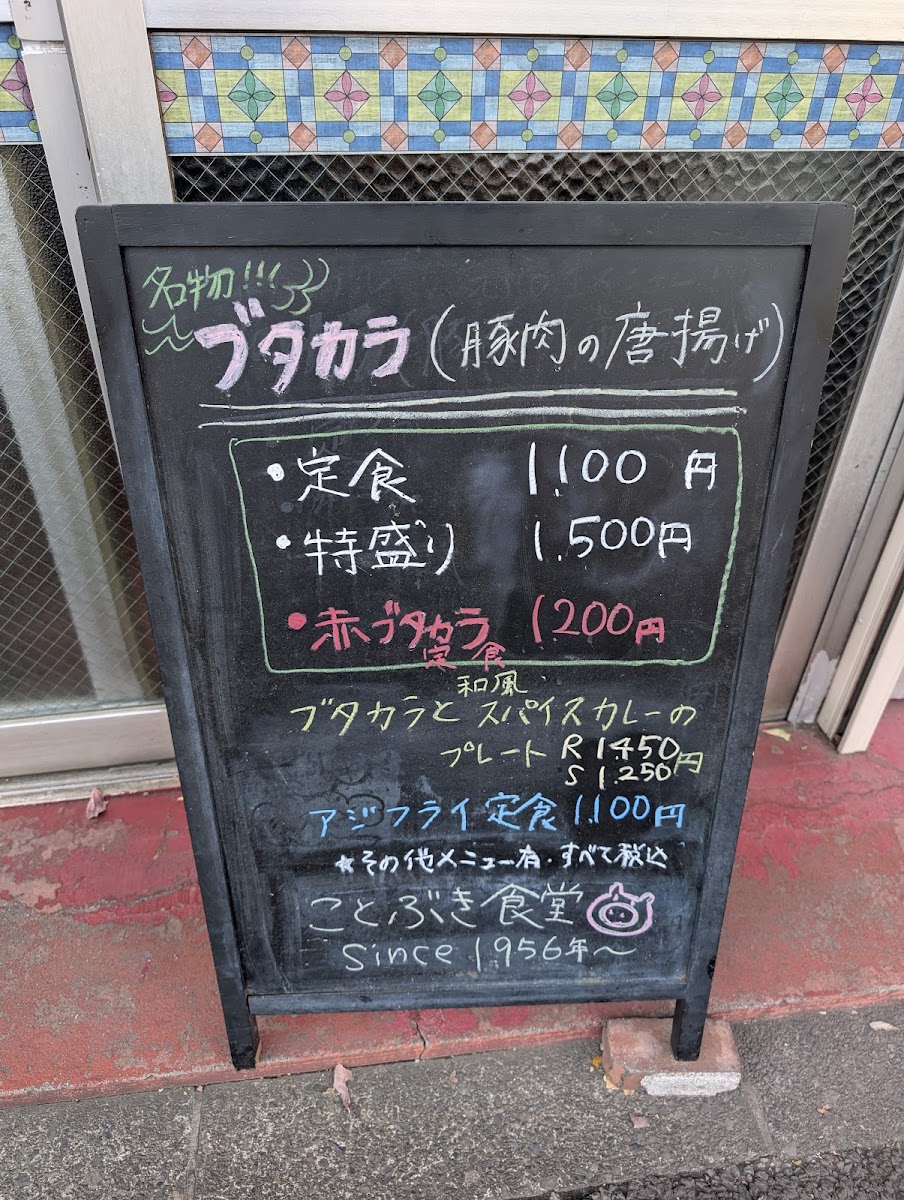 名物!!!
ブタカラ(豚肉の唐揚げ)
・定食 1,100円
・特盛り 1,500円
・赤ブタカラ定食 1200円
ブタカラと和風スパイスカレーの
プレート R 1,450円
S 1,250円
アジフライ定食 1,100円
★その他メニュー有・すべて税込
ことぶき食堂
since 1956年〜